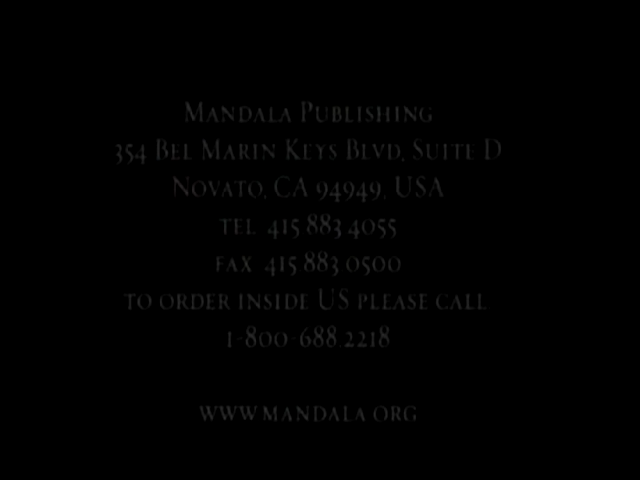 Mandala Publishing
354 Bel Marin Keys Blvd, Suite D
Novato, CA 94949, USA
tel 415 883 4055
fax 415 883 0500
to order inside US please call
1-800-688.2218
www.mandala.org